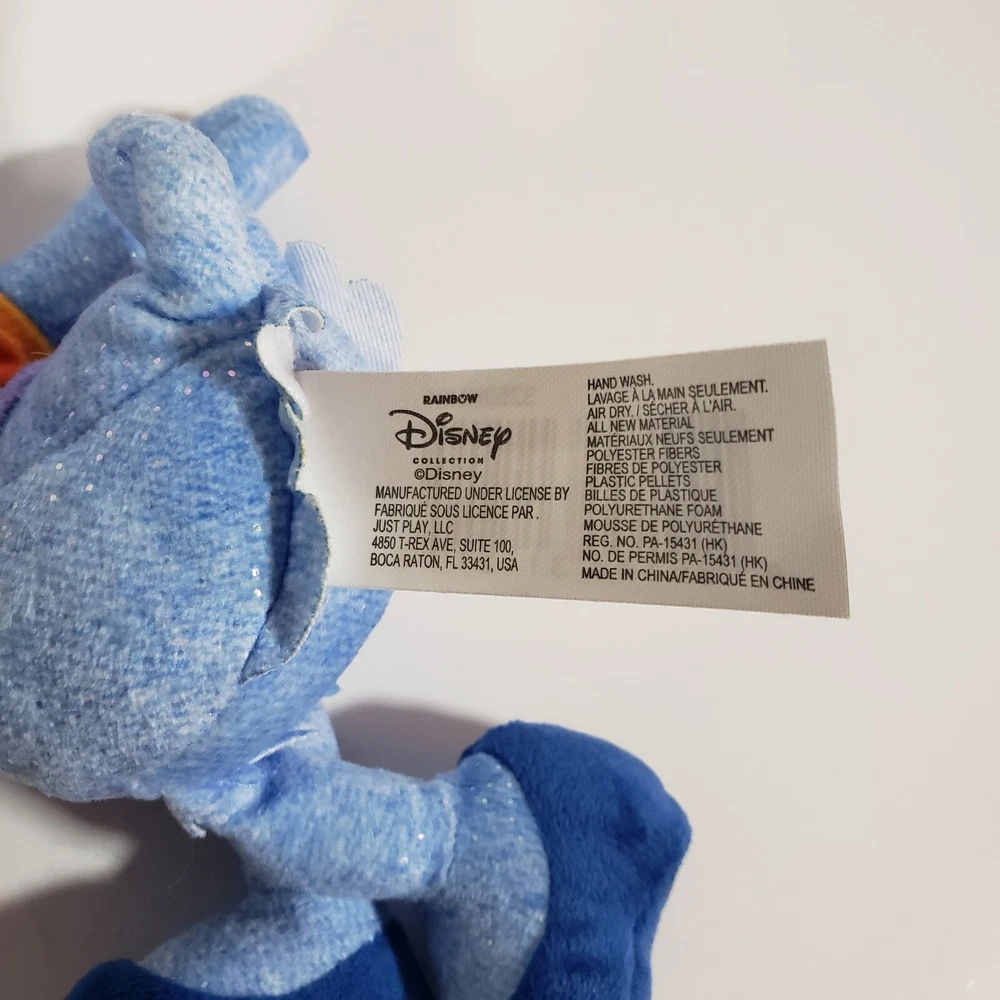 RAINBOW
Disney
COLLECTION
©Disney
MANUFACTURED UNDER LICENSE BY
FABRIQUÉ SOUS LICENCE PAR .
JUST PLAY, LLC
4850 T-REX AVE, SUITE 100,
BOCA RATON, FL 33431, USA
HAND WASH.
LAVAGE À LA MAIN SEULEMENT.
AIR DRY. / SÉCHER À L'AIR.
ALL NEW MATERIAL
MATÉRIAUX NEUFS SEULEMENT
POLYESTER FIBERS
FIBRES DE POLYESTER
PLASTIC PELLETS
BILLES DE PLASTIQUE
POLYURETHANE FOAM
MOUSSE DE POLYURÉTHANE
REG. NO. PA-15431 (HK)
NO. DE PERMIS PA-15431 (HK)
MADE IN CHINA/FABRIQUÉ EN CHINE